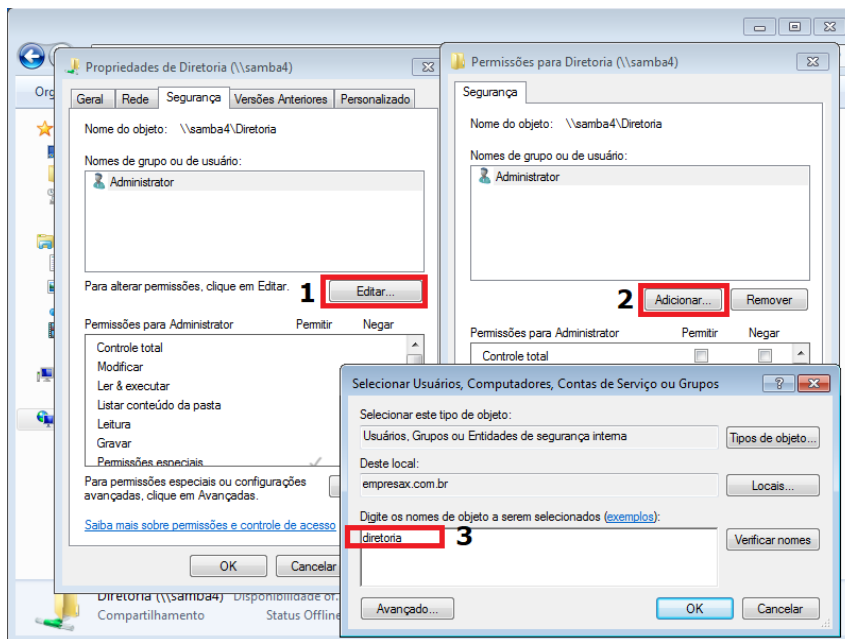 Org
Propriedades de Diretoria (\\samba4)
Geral Rede Segurança Versões Anteriores Personalizado
Nome do objeto: \\samba4\Diretoria
Nomes de grupo ou de usuário:
Administrator
Para alterar permissões, clique em Editar. 1 Editar...
Permissões para Administrator Permitir Negar
Controle total
Modificar
Ler & executar
Listar conteúdo da pasta
Leitura
Gravar
Permissões especiais
Para permissões especiais ou configurações
avançadas, clique em Avançadas.
Saiba mais sobre permissões e controle de acesso
OK Cancelar
Permissões para Diretoria (\\samba4)
Segurança
Nome do objeto: \\samba4\Diretoria
Nomes de grupo ou de usuário:
Administrator
2 Adicionar... Remover
Permissões para Administrator Permitir Negar
Controle total
Selecionar Usuários, Computadores, Contas de Serviço ou Grupos
Selecionar este tipo de objeto:
Usuários, Grupos ou Entidades de segurança interna Tipos de objeto...
Deste local:
empresax.com.br Locais...
Digite os nomes de objeto a serem selecionados (exemplos):
diretoria 3 Verificar nomes
Avançado... OK Cancelar
Diretoria (\\samba4) Disponibilidade of.
Compartilhamento Status Offline